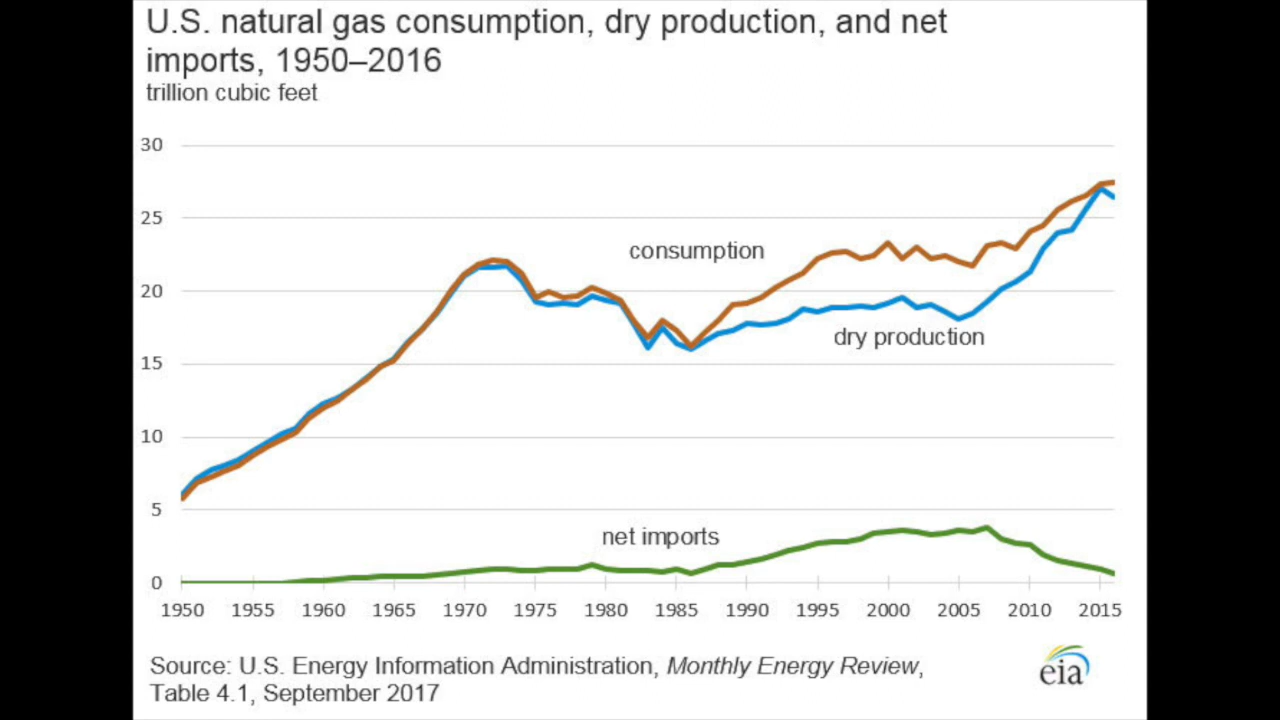 U.S. natural gas consumption, dry production, and net
imports, 1950–2016
trillion cubic feet
30
25
consumption
20
dry production
15
10
5
net imports
0
1950 1955 1960 1965 1970 1975 1980 1985 1990 1995 2000 2005 2010 2015
Source: U.S. Energy Information Administration, Monthly Energy Review,
Table 4.1, September 2017
eia